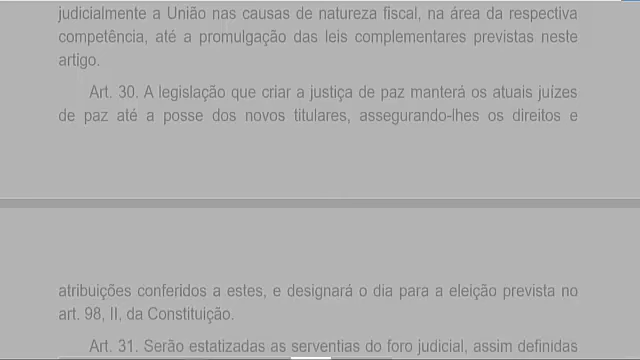 judicialmente a União nas causas de natureza fiscal, na área da respectiva
competência, até a promulgação das leis complementares previstas neste
artigo.
Art. 30. A legislação que criar a justiça de paz manterá os atuais juízes
de paz até a posse dos novos titulares, assegurando-lhes os direitos e
atribuições conferidos a estes, e designará o dia para a eleição prevista no
art. 98, II, da Constituição.
Art. 31. Serão estatizadas as serventias do foro judicial, assim definidas